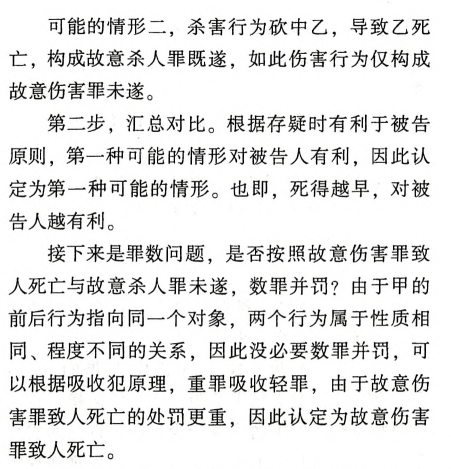 可能的情形二，杀害行为砍中乙，导致乙死
亡，构成故意杀人罪既遂，如此伤害行为仅构成
故意伤害罪未遂。
第二步，汇总对比。根据存疑时有利于被告
原则，第一种可能的情形对被告人有利，因此认
定为第一种可能的情形。也即，死得越早，对被
告人越有利。
接下来是罪数问题，是否按照故意伤害罪致
人死亡与故意杀人罪未遂，数罪并罚？由于甲的
前后行为指向同一个对象，两个行为属于性质相
同、程度不同的关系，因此没必要数罪并罚，可
以根据吸收犯原理，重罪吸收轻罪，由于故意伤
害罪致人死亡的处罚更重，因此认定为故意伤害
罪致人死亡。